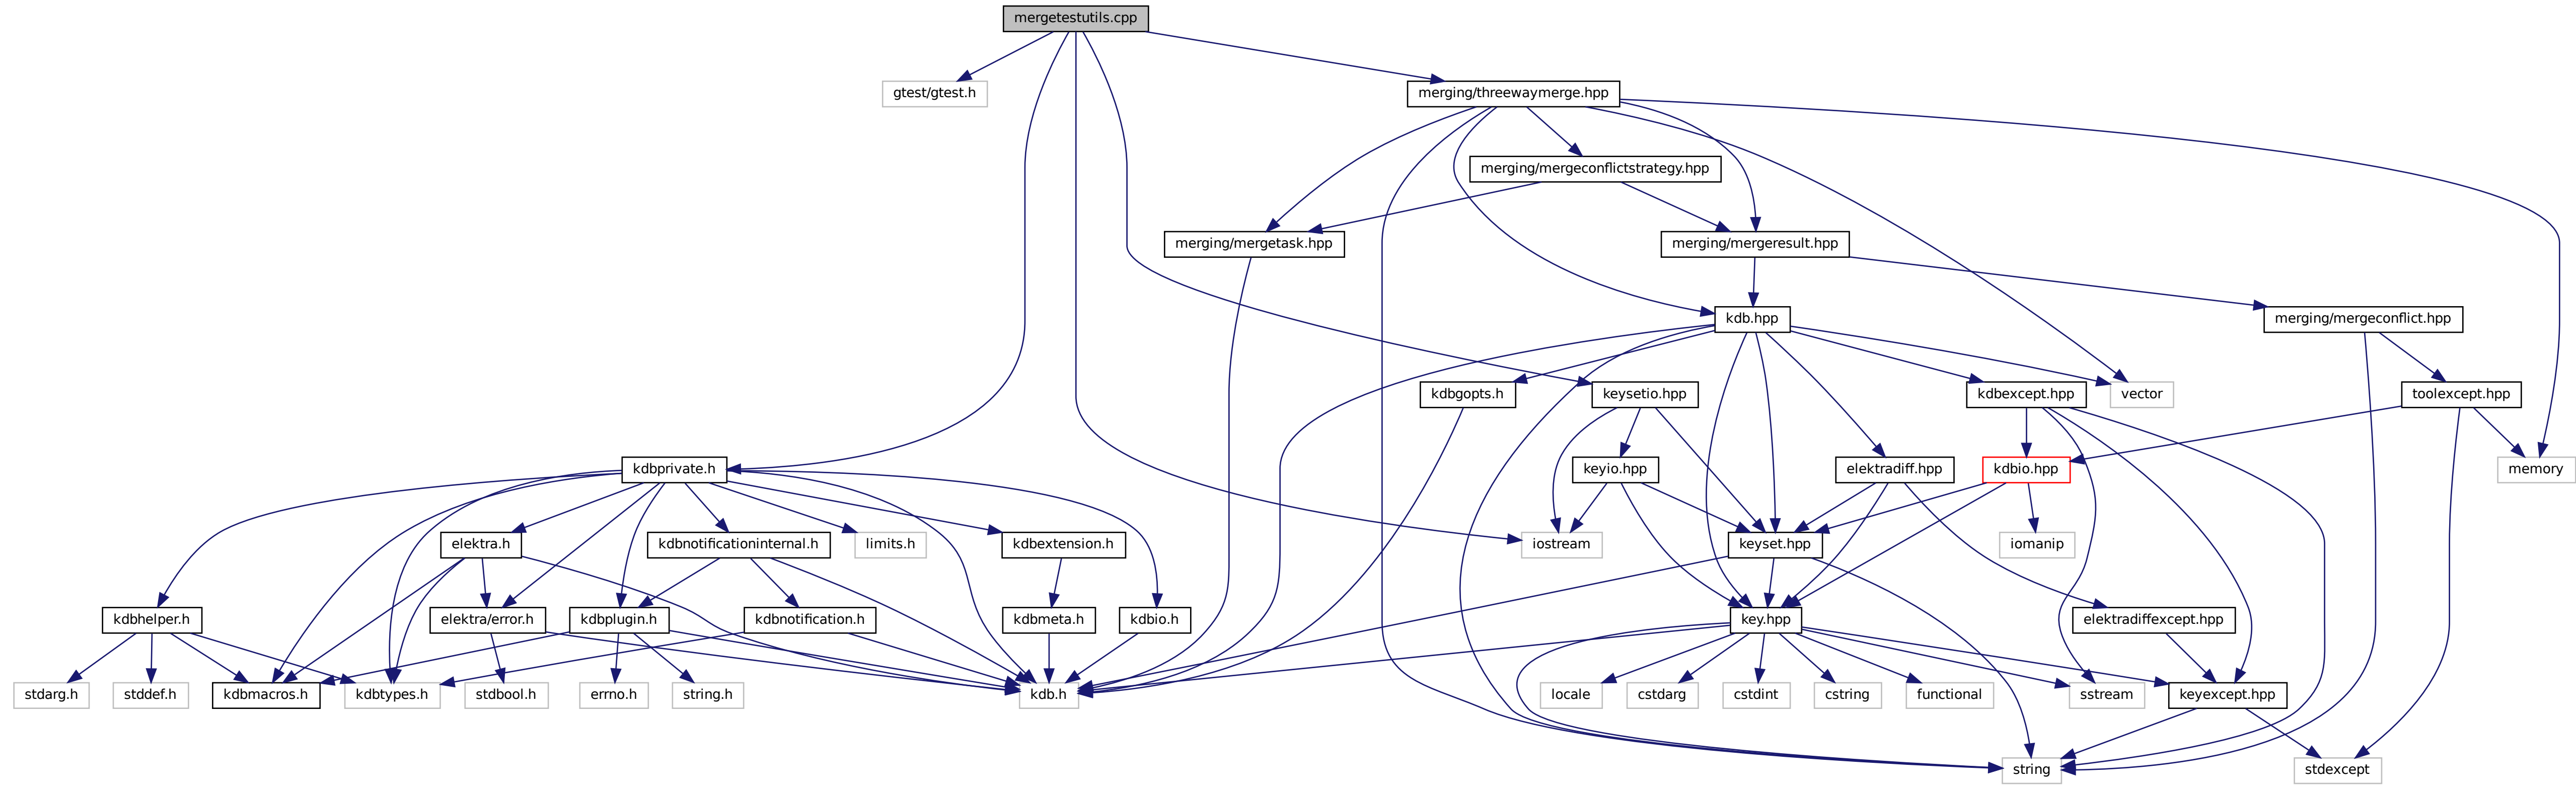 mergetestutils.cpp
gtest/gtest.h
merging/threewaymerge.hpp
merging/mergeconflictstrategy.hpp
merging/mergetask.hpp
merging/mergeresult.hpp
kdb.hpp
merging/mergeconflict.hpp
kdbgopts.h
keysetio.hpp
kdbexcept.hpp
vector
toolexcept.hpp
kdbprivate.h
keyio.hpp
elektradiff.hpp
kdbio.hpp
memory
elektra.h
kdbnotificationinternal.h
limits.h
kdbextension.h
iostream
keyset.hpp
iomanip
kdbhelper.h
elektra/error.h
kdbplugin.h
kdbnotification.h
kdbmeta.h
kdbio.h
key.hpp
elektradiffexcept.hpp
stdarg.h
stddef.h
kdbmacros.h
kdbtypes.h
stdbool.h
errno.h
string.h
kdb.h
locale
cstdarg
cstdint
cstring
functional
sstream
keyexcept.hpp
string
stdexcept